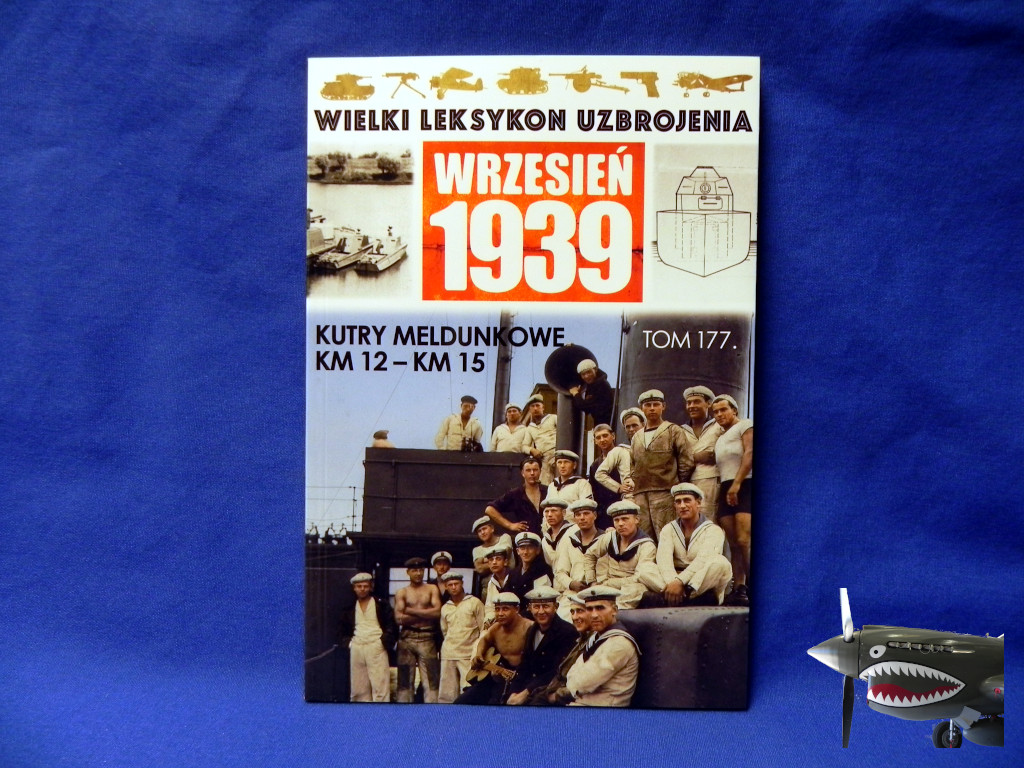 WIELKI LEKSYKON UZBROJENIA
WRZESIEŃ
1939
KUTRY MELDUNKOWE
KM 12 – KM 15
TOM 177.